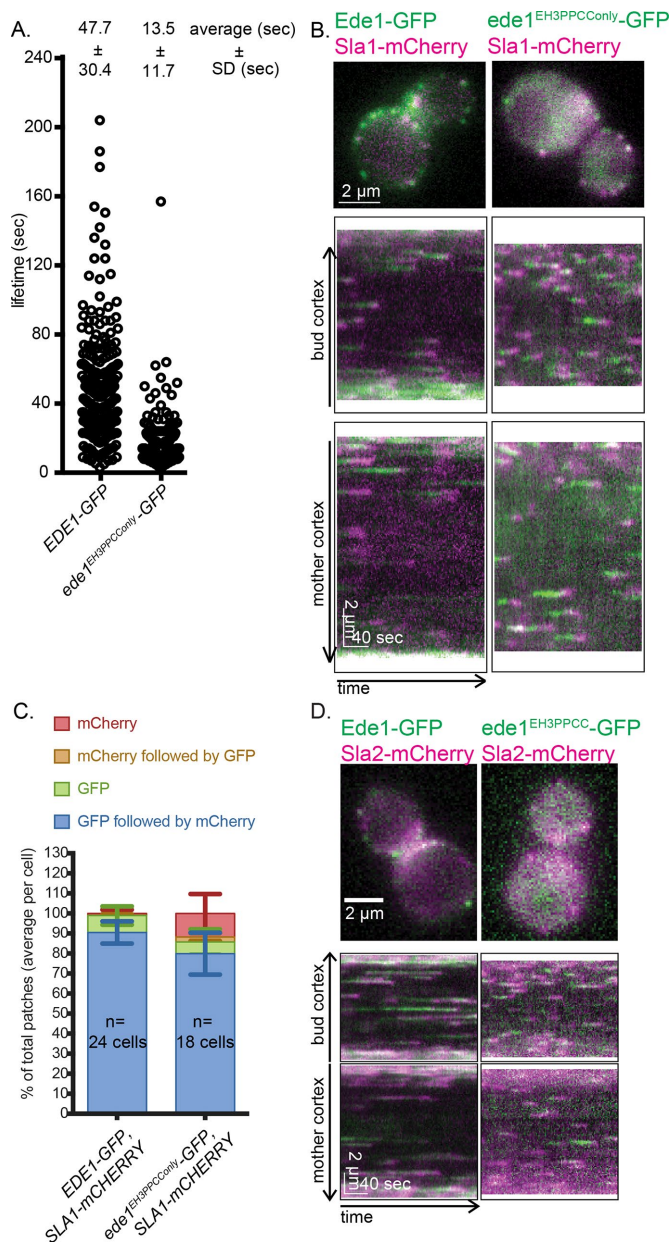 A.
47.7 13.5 average (sec)
± ± ±
30.4 11.7 SD (sec)
240
200
160
120
80
40
0
lifetime (sec)
EDE1-GFP
ede1EH3PPCConly-GFP
B.
Ede1-GFP ede1EH3PPCConly-GFP
Sla1-mCherry Sla1-mCherry
2 µm
bud cortex
mother cortex
2 µm
40 sec
time
C.
mCherry
mCherry followed by GFP
GFP
GFP followed by mCherry
130
120
110
100
90
80
70
60
50
40
30
20
10
0
% of total patches (average per cell)
n= n=
24 cells 18 cells
EDE1-GFP,
SLA1-mCHERRY
ede1EH3PPCConly-GFP,
SLA1-mCHERRY
D.
Ede1-GFP ede1EH3PPCC-GFP
Sla2-mCherry Sla2-mCherry
2 µm
bud cortex
mother cortex
2 µm
40 sec
time